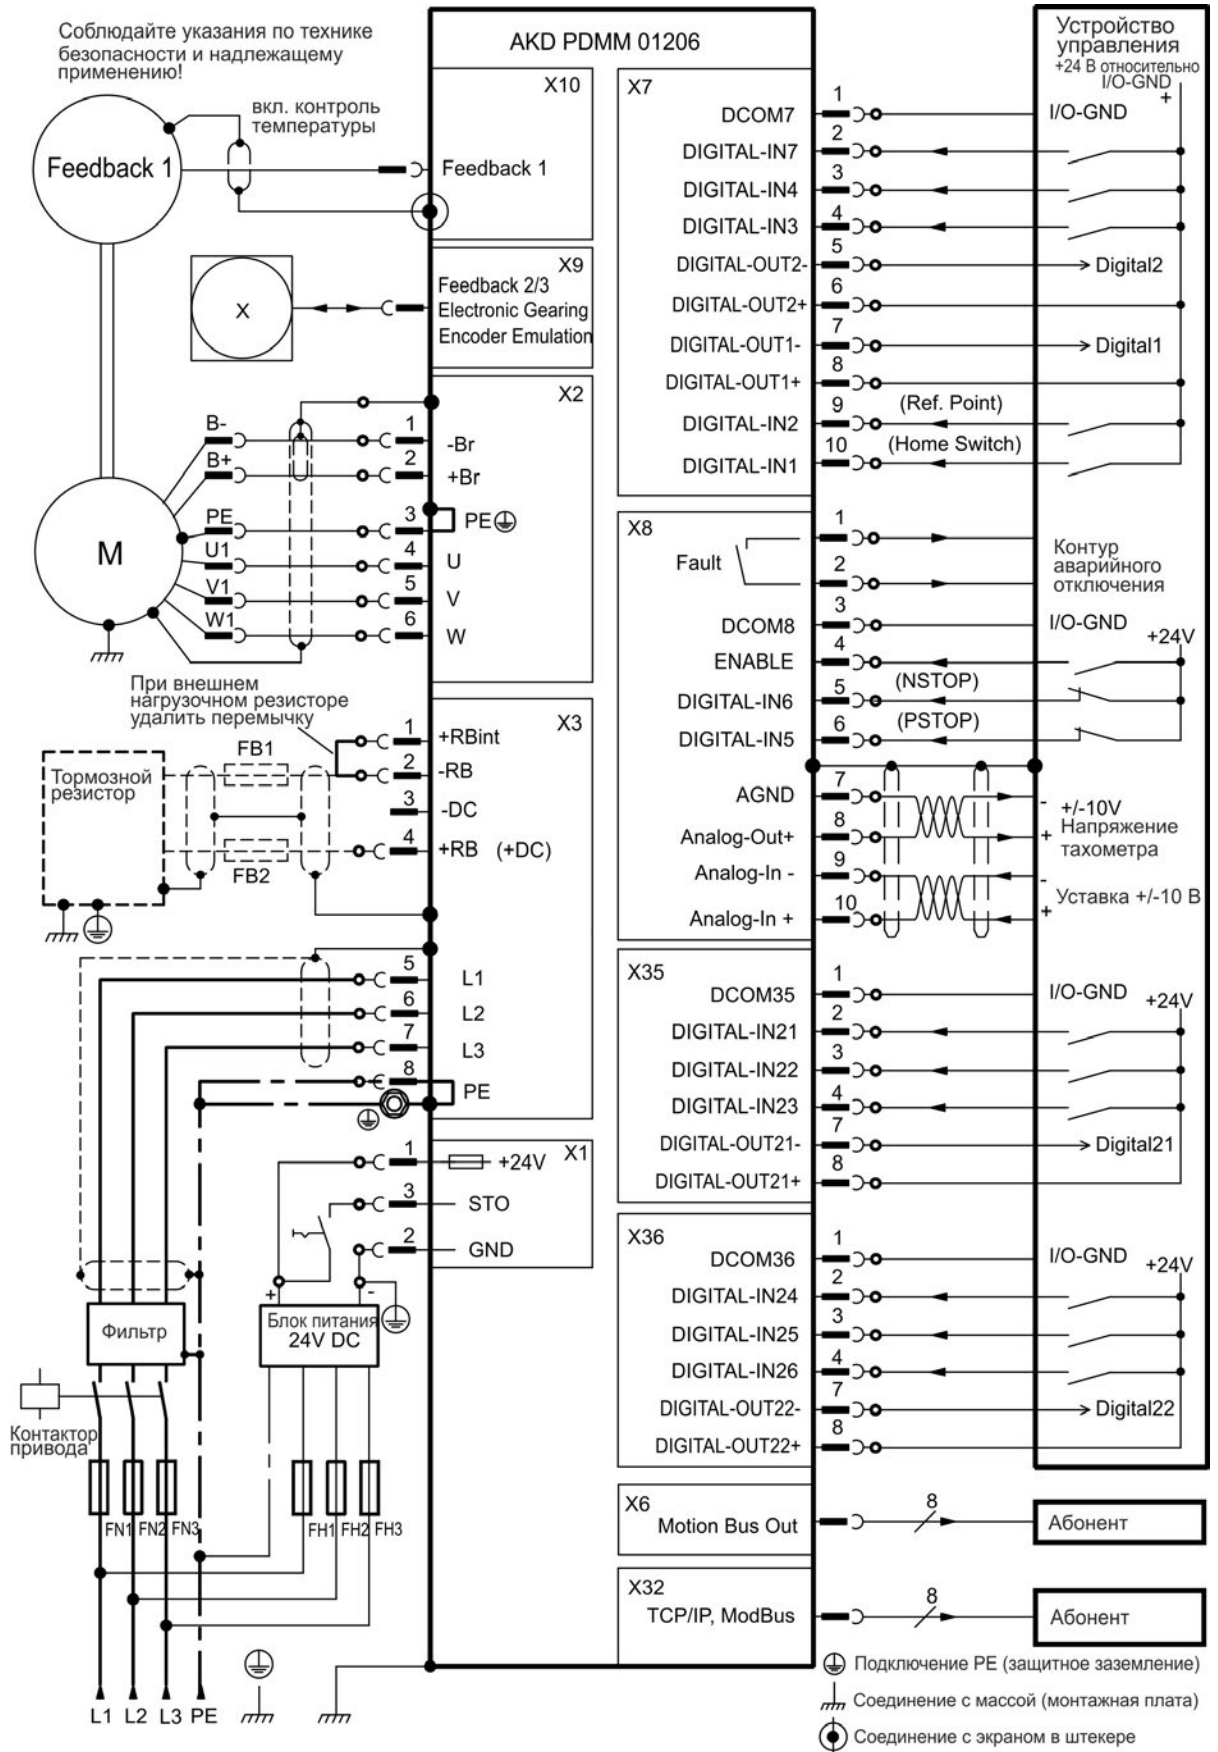 Соблюдайте указания по технике
безопасности и надлежащему
применению!
вкл. контроль
температуры
Feedback 1
AKD PDMM 01206
X10
Feedback 1
X9
Feedback 2/3
Electronic Gearing
Encoder Emulation
X
X2
B-
1
-Br
B+
2
+Br
PE
3
PE
U1
4
U
V1
5
V
W1
6
W
M
При внешнем
нагрузочном резисторе
удалить перемычку
X3
1
+RBint
FB1
2
-RB
Тормозной
резистор
3
-DC
4
+RB (+DC)
FB2
5
L1
6
L2
7
L3
8
PE
X1
1
+24V
3
STO
2
GND
+
-
Блок питания
24V DC
Фильтр
Контактор
привода
FN1
FN2
FN3
FH1
FH2
FH3
L1
L2
L3
PE
X7
DCOM7
1
I/O-GND
DIGITAL-IN7
2
DIGITAL-IN4
3
DIGITAL-IN3
4
DIGITAL-OUT2-
5
Digital2
DIGITAL-OUT2+
6
DIGITAL-OUT1-
7
Digital1
DIGITAL-OUT1+
8
DIGITAL-IN2
9
(Ref. Point)
DIGITAL-IN1
10
(Home Switch)
Устройство
управления
+24 В относительно
I/O-GND
+
X8
Fault
1
2
Контур
аварийного
отключения
DCOM8
3
I/O-GND
+24V
ENABLE
4
DIGITAL-IN6
5
(NSTOP)
DIGITAL-IN5
6
(PSTOP)
AGND
7
-
+/-10V
Analog-Out+
8
+
Напряжение
тахометра
Analog-In -
9
-
Уставка +/-10 В
Analog-In +
10
+
X35
DCOM35
1
I/O-GND
+24V
DIGITAL-IN21
2
DIGITAL-IN22
3
DIGITAL-IN23
4
DIGITAL-OUT21-
7
Digital21
DIGITAL-OUT21+
8
X36
DCOM36
1
I/O-GND
+24V
DIGITAL-IN24
2
DIGITAL-IN25
3
DIGITAL-IN26
4
DIGITAL-OUT22-
7
Digital22
DIGITAL-OUT22+
8
X6
Motion Bus Out
8
Абонент
X32
TCP/IP, ModBus
8
Абонент
Подключение PE (защитное заземление)
Соединение с массой (монтажная плата)
Соединение с экраном в штекере